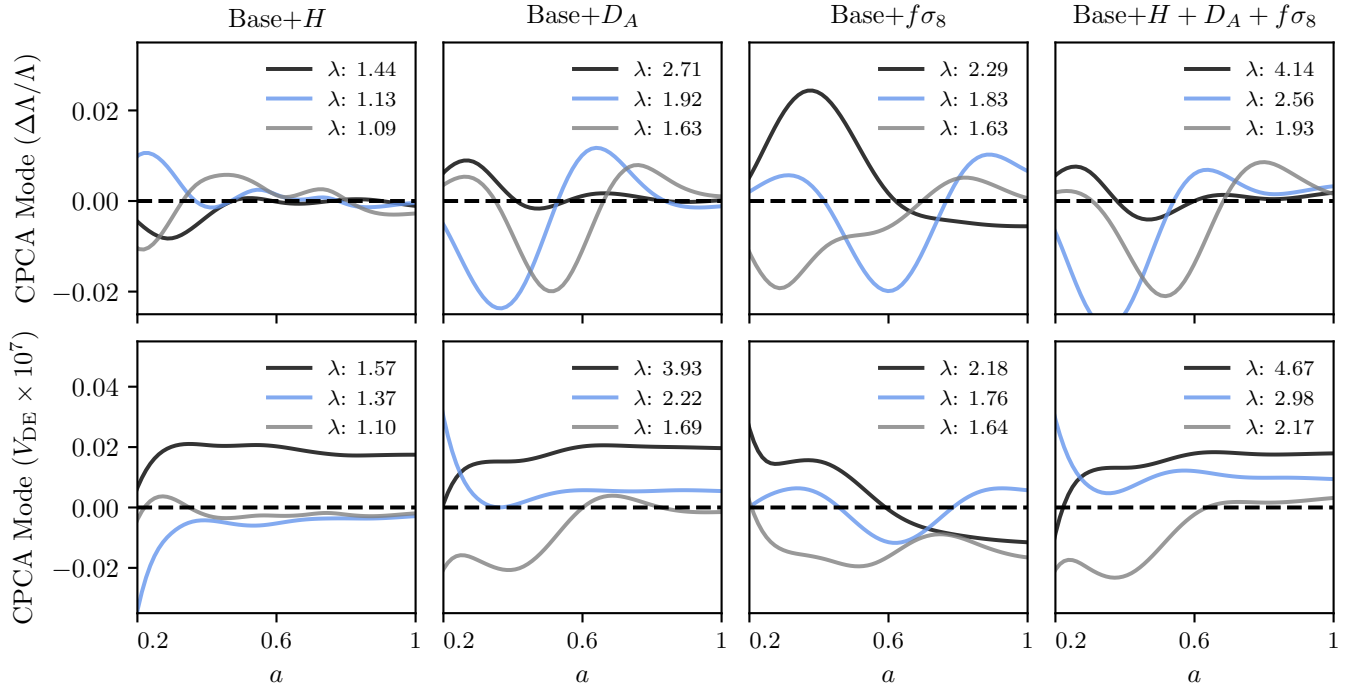 Base+H
Base+D_A
Base+fσ_8
Base+H + D_A + fσ_8
CPCA Mode (ΔΛ/Λ)
0.02
0.00
−0.02
λ: 1.44
λ: 1.13
λ: 1.09
λ: 2.71
λ: 1.92
λ: 1.63
λ: 2.29
λ: 1.83
λ: 1.63
λ: 4.14
λ: 2.56
λ: 1.93
CPCA Mode (V_DE × 10^7)
0.04
0.02
0.00
−0.02
λ: 1.57
λ: 1.37
λ: 1.10
λ: 3.93
λ: 2.22
λ: 1.69
λ: 2.18
λ: 1.76
λ: 1.64
λ: 4.67
λ: 2.98
λ: 2.17
0.2 0.6 1
0.2 0.6 1
0.2 0.6 1
0.2 0.6 1
a
a
a
a